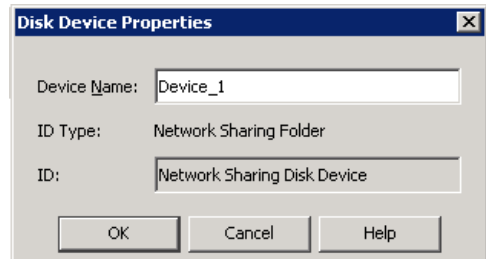 Disk Device Properties
Device Name: Device_1
ID Type: Network Sharing Folder
ID: Network Sharing Disk Device
OK Cancel Help